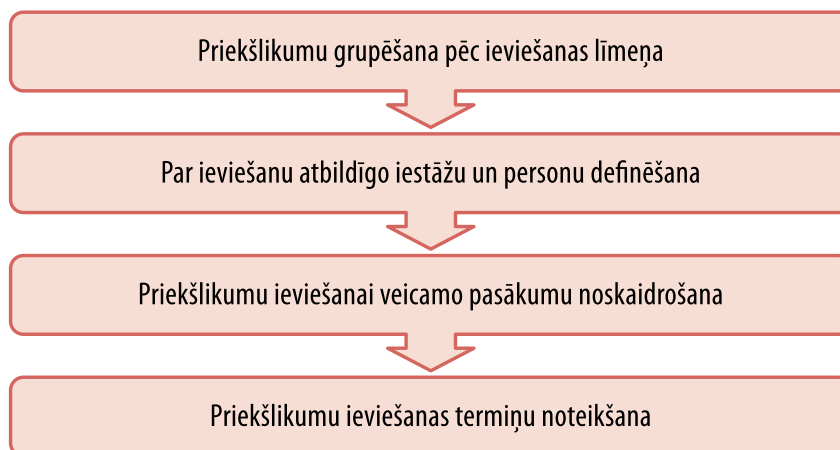 Priekšlikumu grupēšana pēc ieviešanas līmeņa
Par ieviešanu atbildīgo iestāžu un personu definēšana
Priekšlikumu ieviešanai veicamo pasākumu noskaidrošana
Priekšlikumu ieviešanas termiņu noteikšana